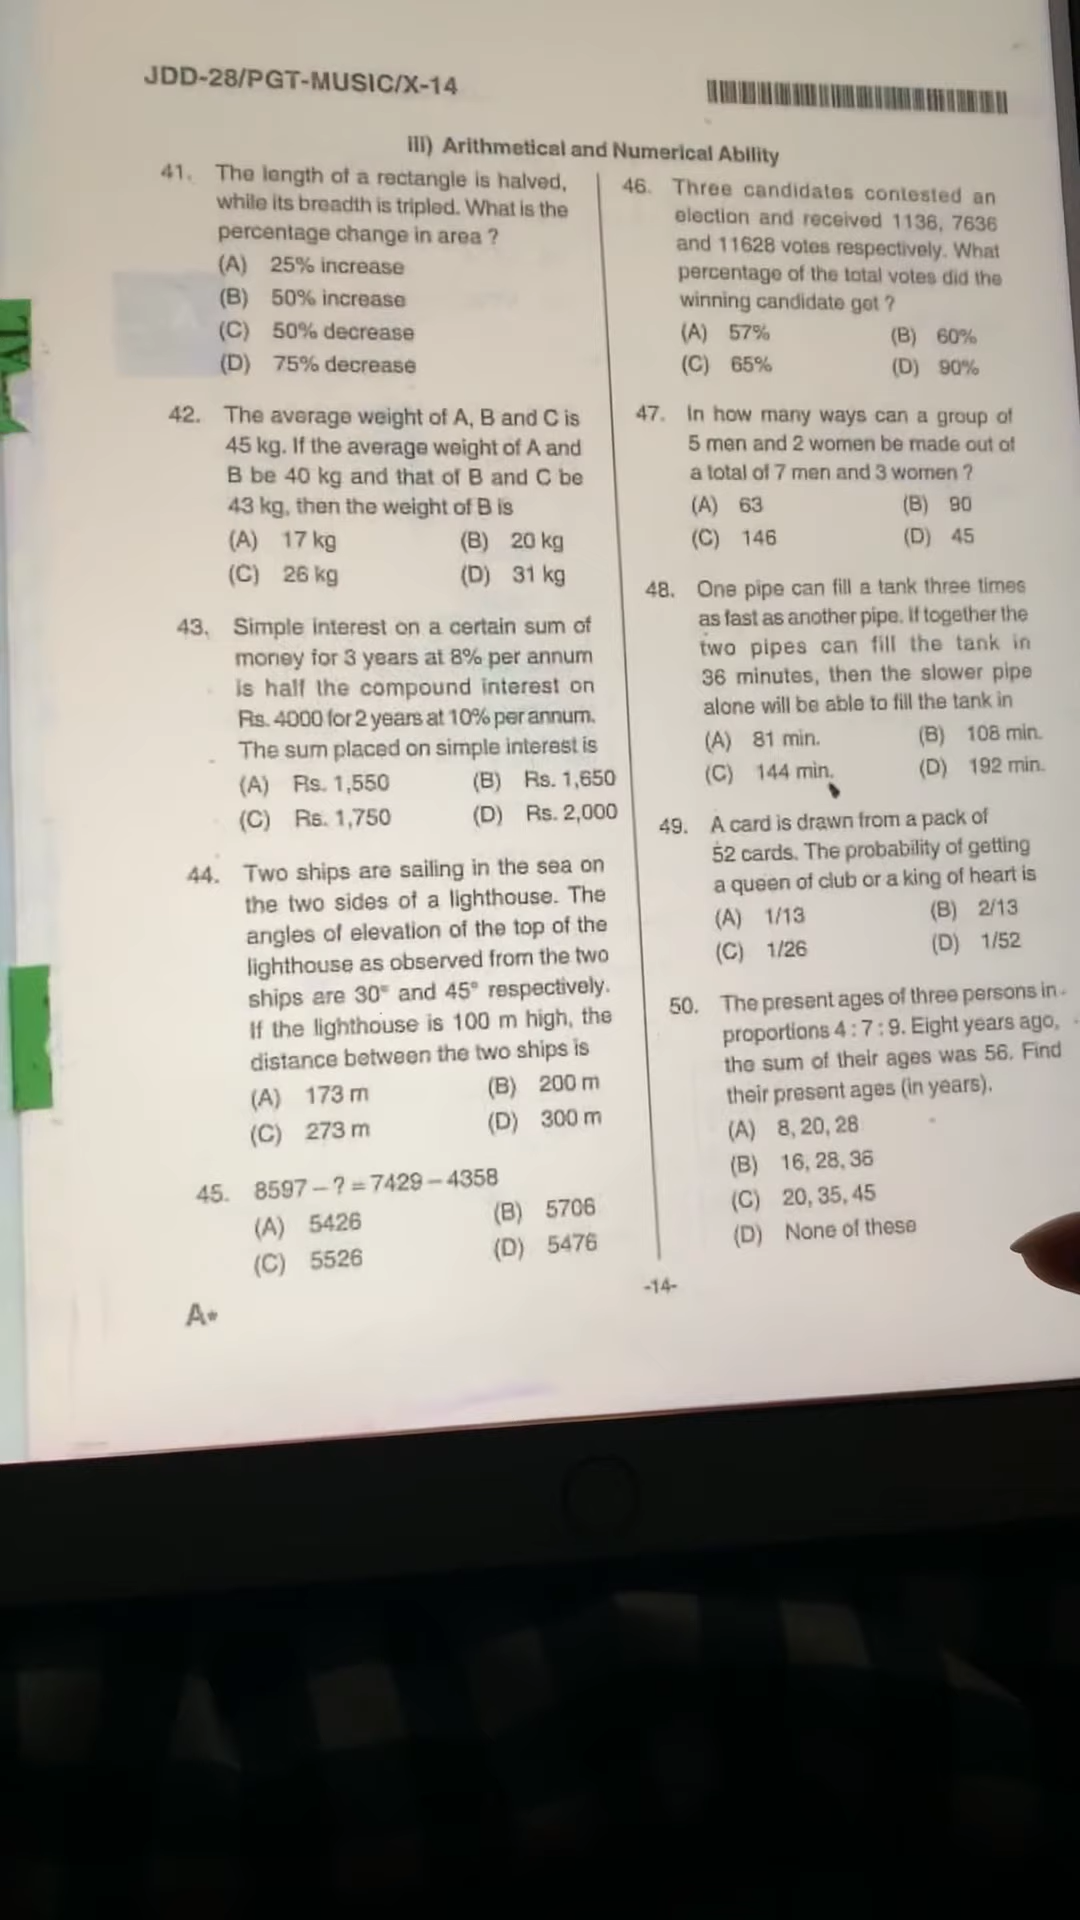 JDD-28/PGT-MUSIC/X-14
III) Arithmetical and Numerical Ability
41. The length of a rectangle is halved,
while its breadth is tripled. What is the
percentage change in area ?
(A) 25% increase
(B) 50% increase
(C) 50% decrease
(D) 75% decrease
42. The average weight of A, B and C is
45 kg. If the average weight of A and
B be 40 kg and that of B and C be
43 kg, then the weight of B is
(A) 17 kg (B) 20 kg
(C) 26 kg (D) 31 kg
43. Simple interest on a certain sum of
money for 3 years at 8% per annum
is half the compound interest on
Rs. 4000 for 2 years at 10% per annum.
The sum placed on simple interest is
(A) Rs. 1,550 (B) Rs. 1,650
(C) Rs. 1,750 (D) Rs. 2,000
44. Two ships are sailing in the sea on
the two sides of a lighthouse. The
angles of elevation of the top of the
lighthouse as observed from the two
ships are 30° and 45° respectively.
If the lighthouse is 100 m high, the
distance between the two ships is
(A) 173 m (B) 200 m
(C) 273 m (D) 300 m
45. 8597 – ? = 7429 – 4358
(A) 5426 (B) 5706
(C) 5526 (D) 5476
46. Three candidates contested an
election and received 1136, 7636
and 11628 votes respectively. What
percentage of the total votes did the
winning candidate get ?
(A) 57% (B) 60%
(C) 65% (D) 90%
47. In how many ways can a group of
5 men and 2 women be made out of
a total of 7 men and 3 women ?
(A) 63 (B) 90
(C) 146 (D) 45
48. One pipe can fill a tank three times
as fast as another pipe. If together the
two pipes can fill the tank in
36 minutes, then the slower pipe
alone will be able to fill the tank in
(A) 81 min. (B) 108 min.
(C) 144 min. (D) 192 min.
49. A card is drawn from a pack of
52 cards. The probability of getting
a queen of club or a king of heart is
(A) 1/13 (B) 2/13
(C) 1/26 (D) 1/52
50. The present ages of three persons in
proportions 4 : 7 : 9. Eight years ago,
the sum of their ages was 56. Find
their present ages (in years).
(A) 8, 20, 28
(B) 16, 28, 36
(C) 20, 35, 45
(D) None of these
A*
-14-